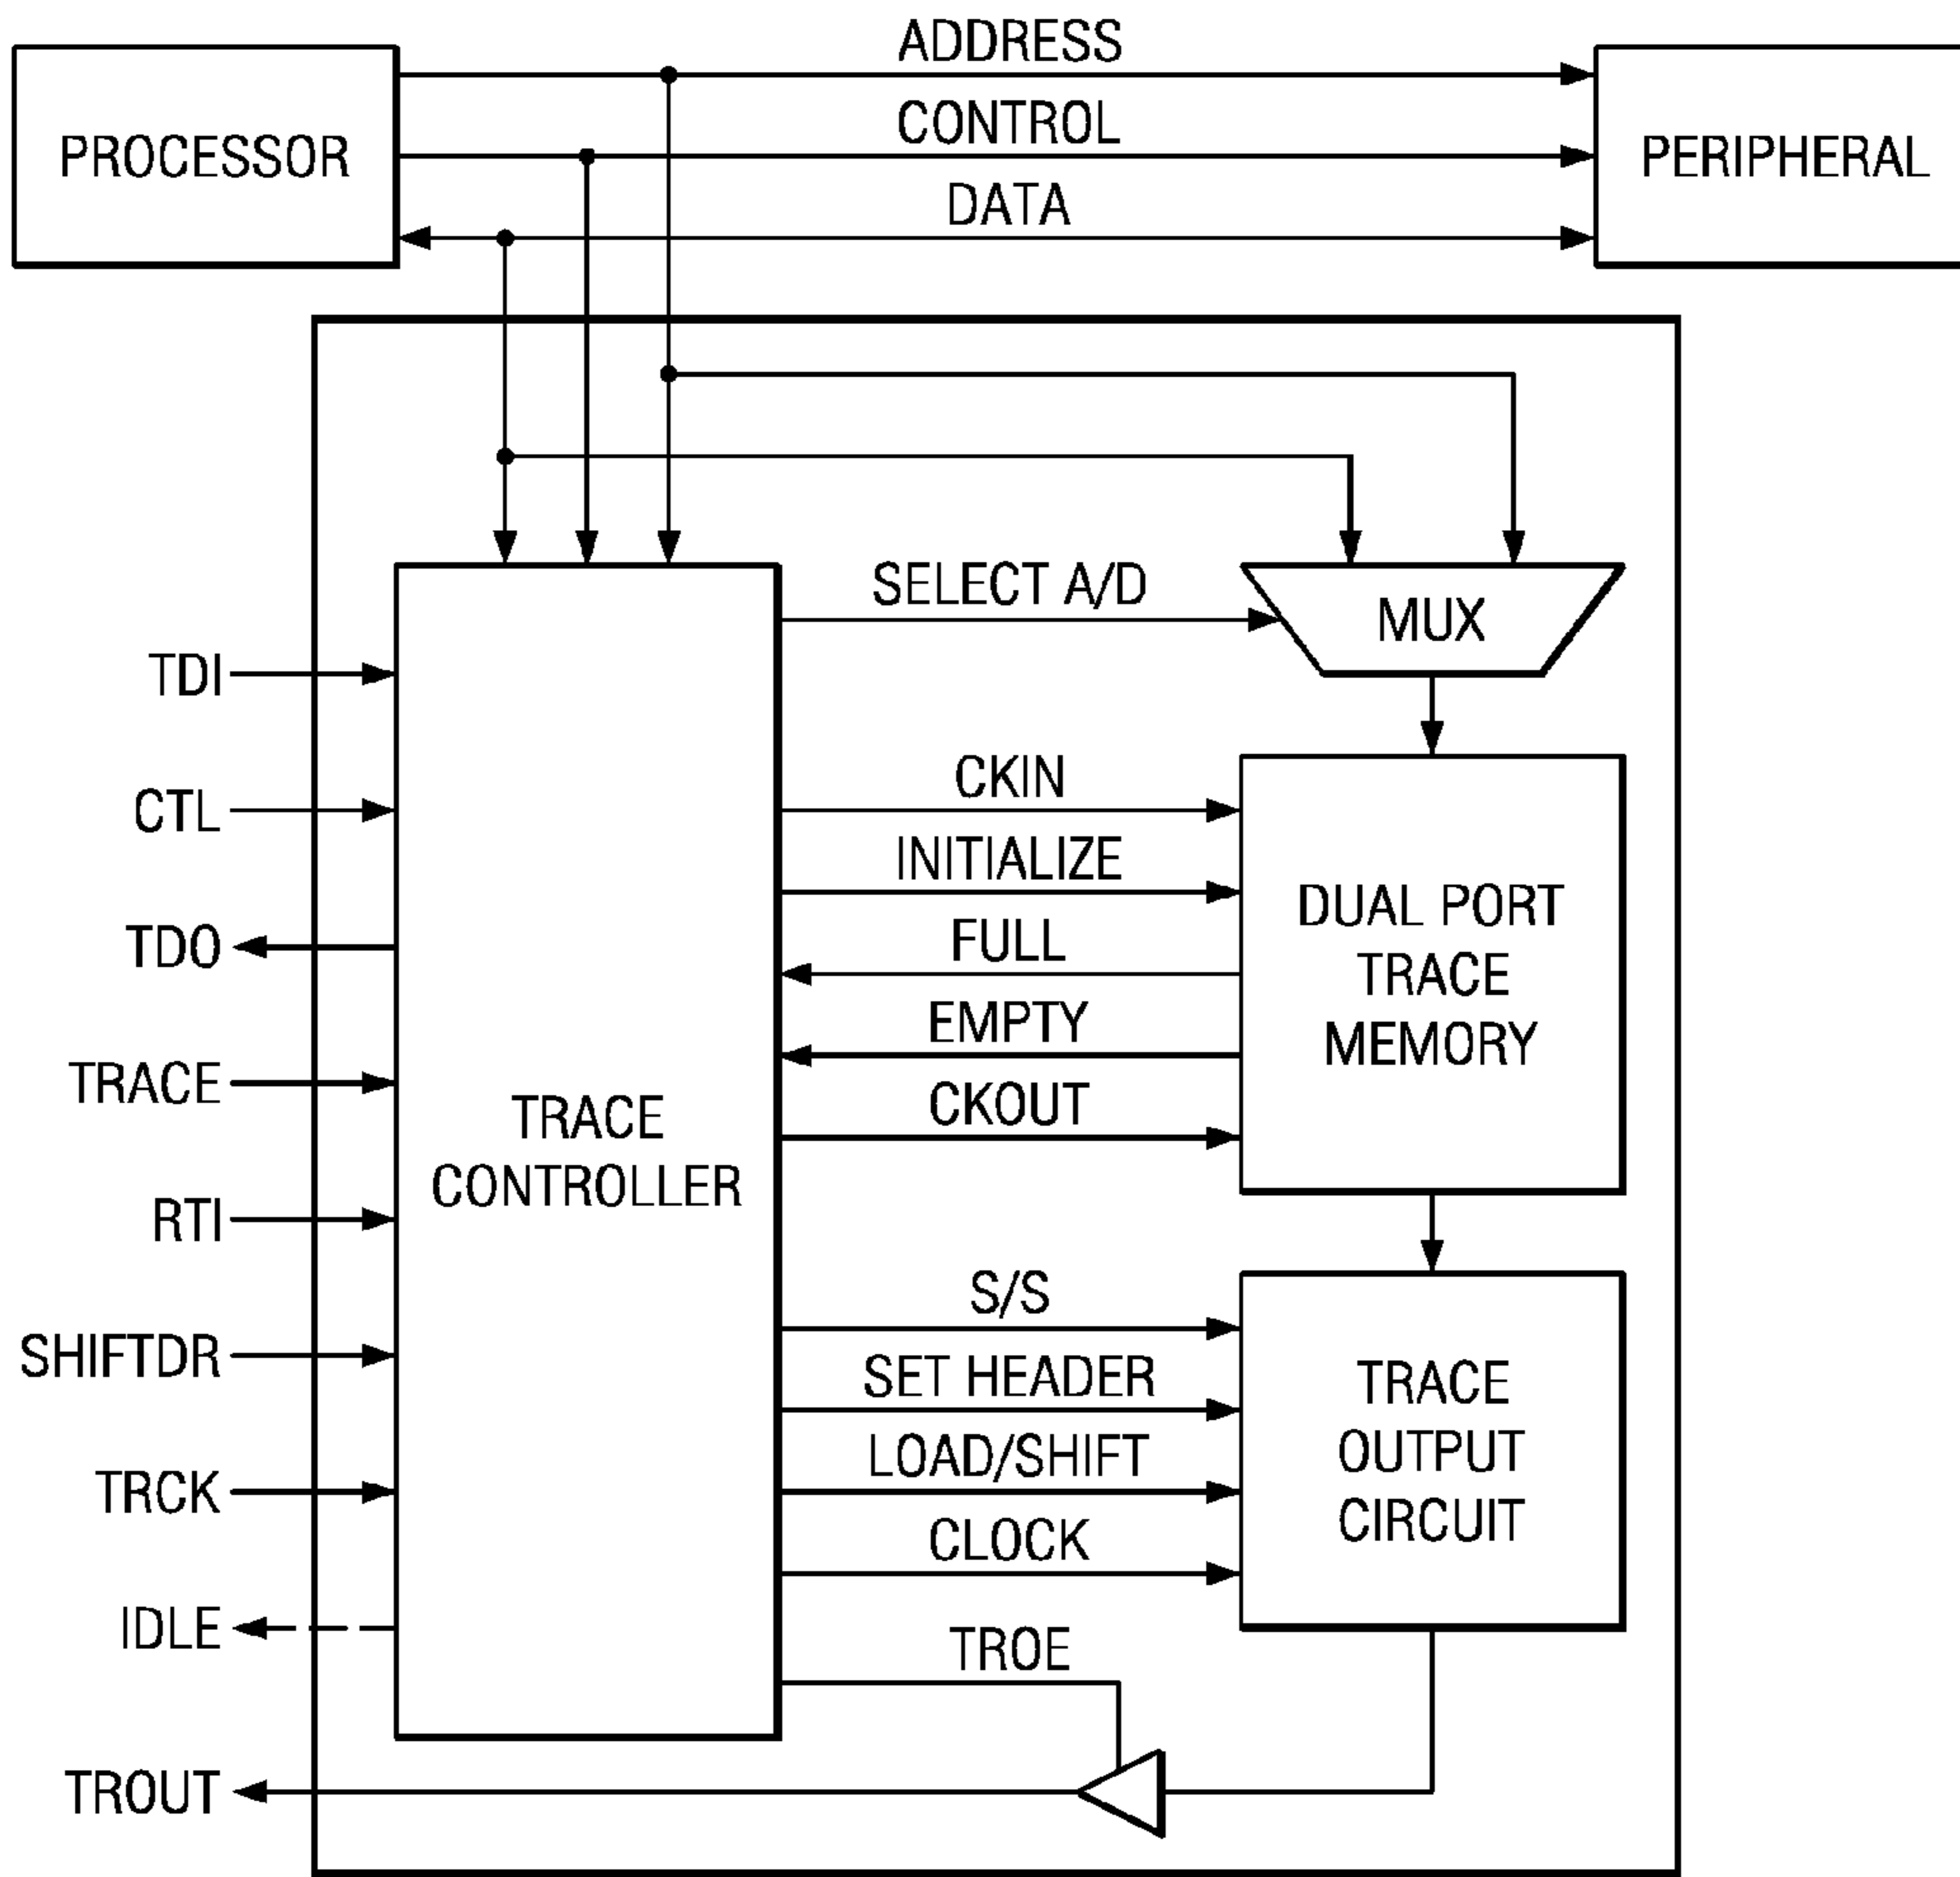 ADDRESS
PROCESSOR
CONTROL
PERIPHERAL
DATA
SELECT A/D
MUX
TDI
CKIN
CTL
INITIALIZE
DUAL PORT
TRACE
MEMORY
TDO
FULL
EMPTY
TRACE
CKOUT
TRACE
CONTROLLER
RTI
S/S
SHIFTDR
SET HEADER
TRACE
OUTPUT
CIRCUIT
LOAD/SHIFT
TRCK
CLOCK
IDLE
TROE
TROUT